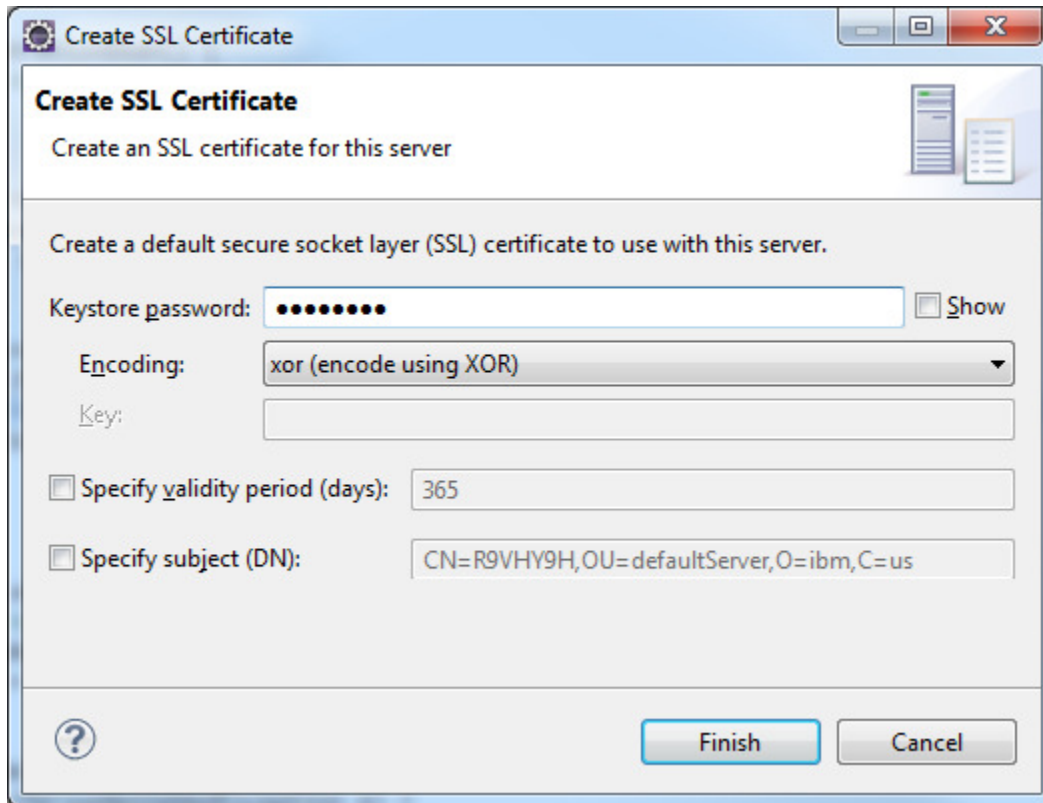 Create SSL Certificate
Create SSL Certificate
Create an SSL certificate for this server
Create a default secure socket layer (SSL) certificate to use with this server.
Keystore password: ●●●●●●●● Show
Encoding: xor (encode using XOR)
Key:
Specify validity period (days): 365
Specify subject (DN): CN=R9VHY9H,OU=defaultServer,O=ibm,C=us
? Finish Cancel